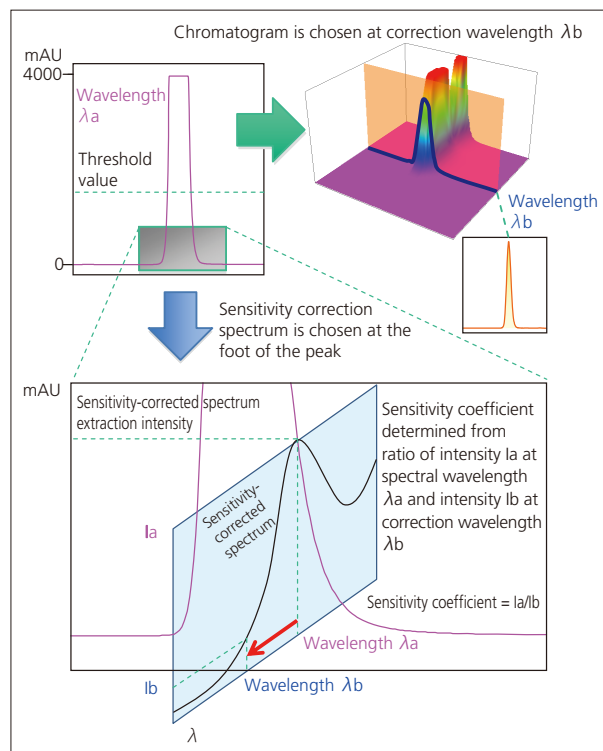 Chromatogram is chosen at correction wavelength λb
mAU
4000
Wavelength
λa
Threshold
value
0
Wavelength
λb
Sensitivity correction
spectrum is chosen at the
foot of the peak
mAU
Sensitivity-corrected spectrum
extraction intensity
Sensitivity coefficient
determined from
ratio of intensity Ia at
spectral wavelength
λa and intensity Ib at
correction wavelength
λb
Ia
Sensitivity-
corrected
spectrum
Sensitivity coefficient = Ia/Ib
Wavelength λa
Ib
Wavelength λb
λ